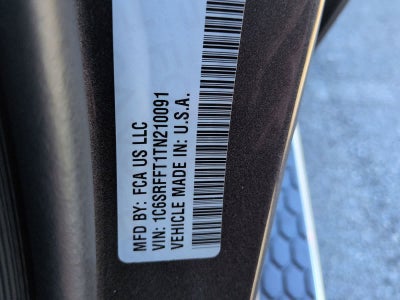 MFD BY: FCA US LLC
VIN: 1C6SRFFT1TN210091
VEHICLE MADE IN: U.S.A.